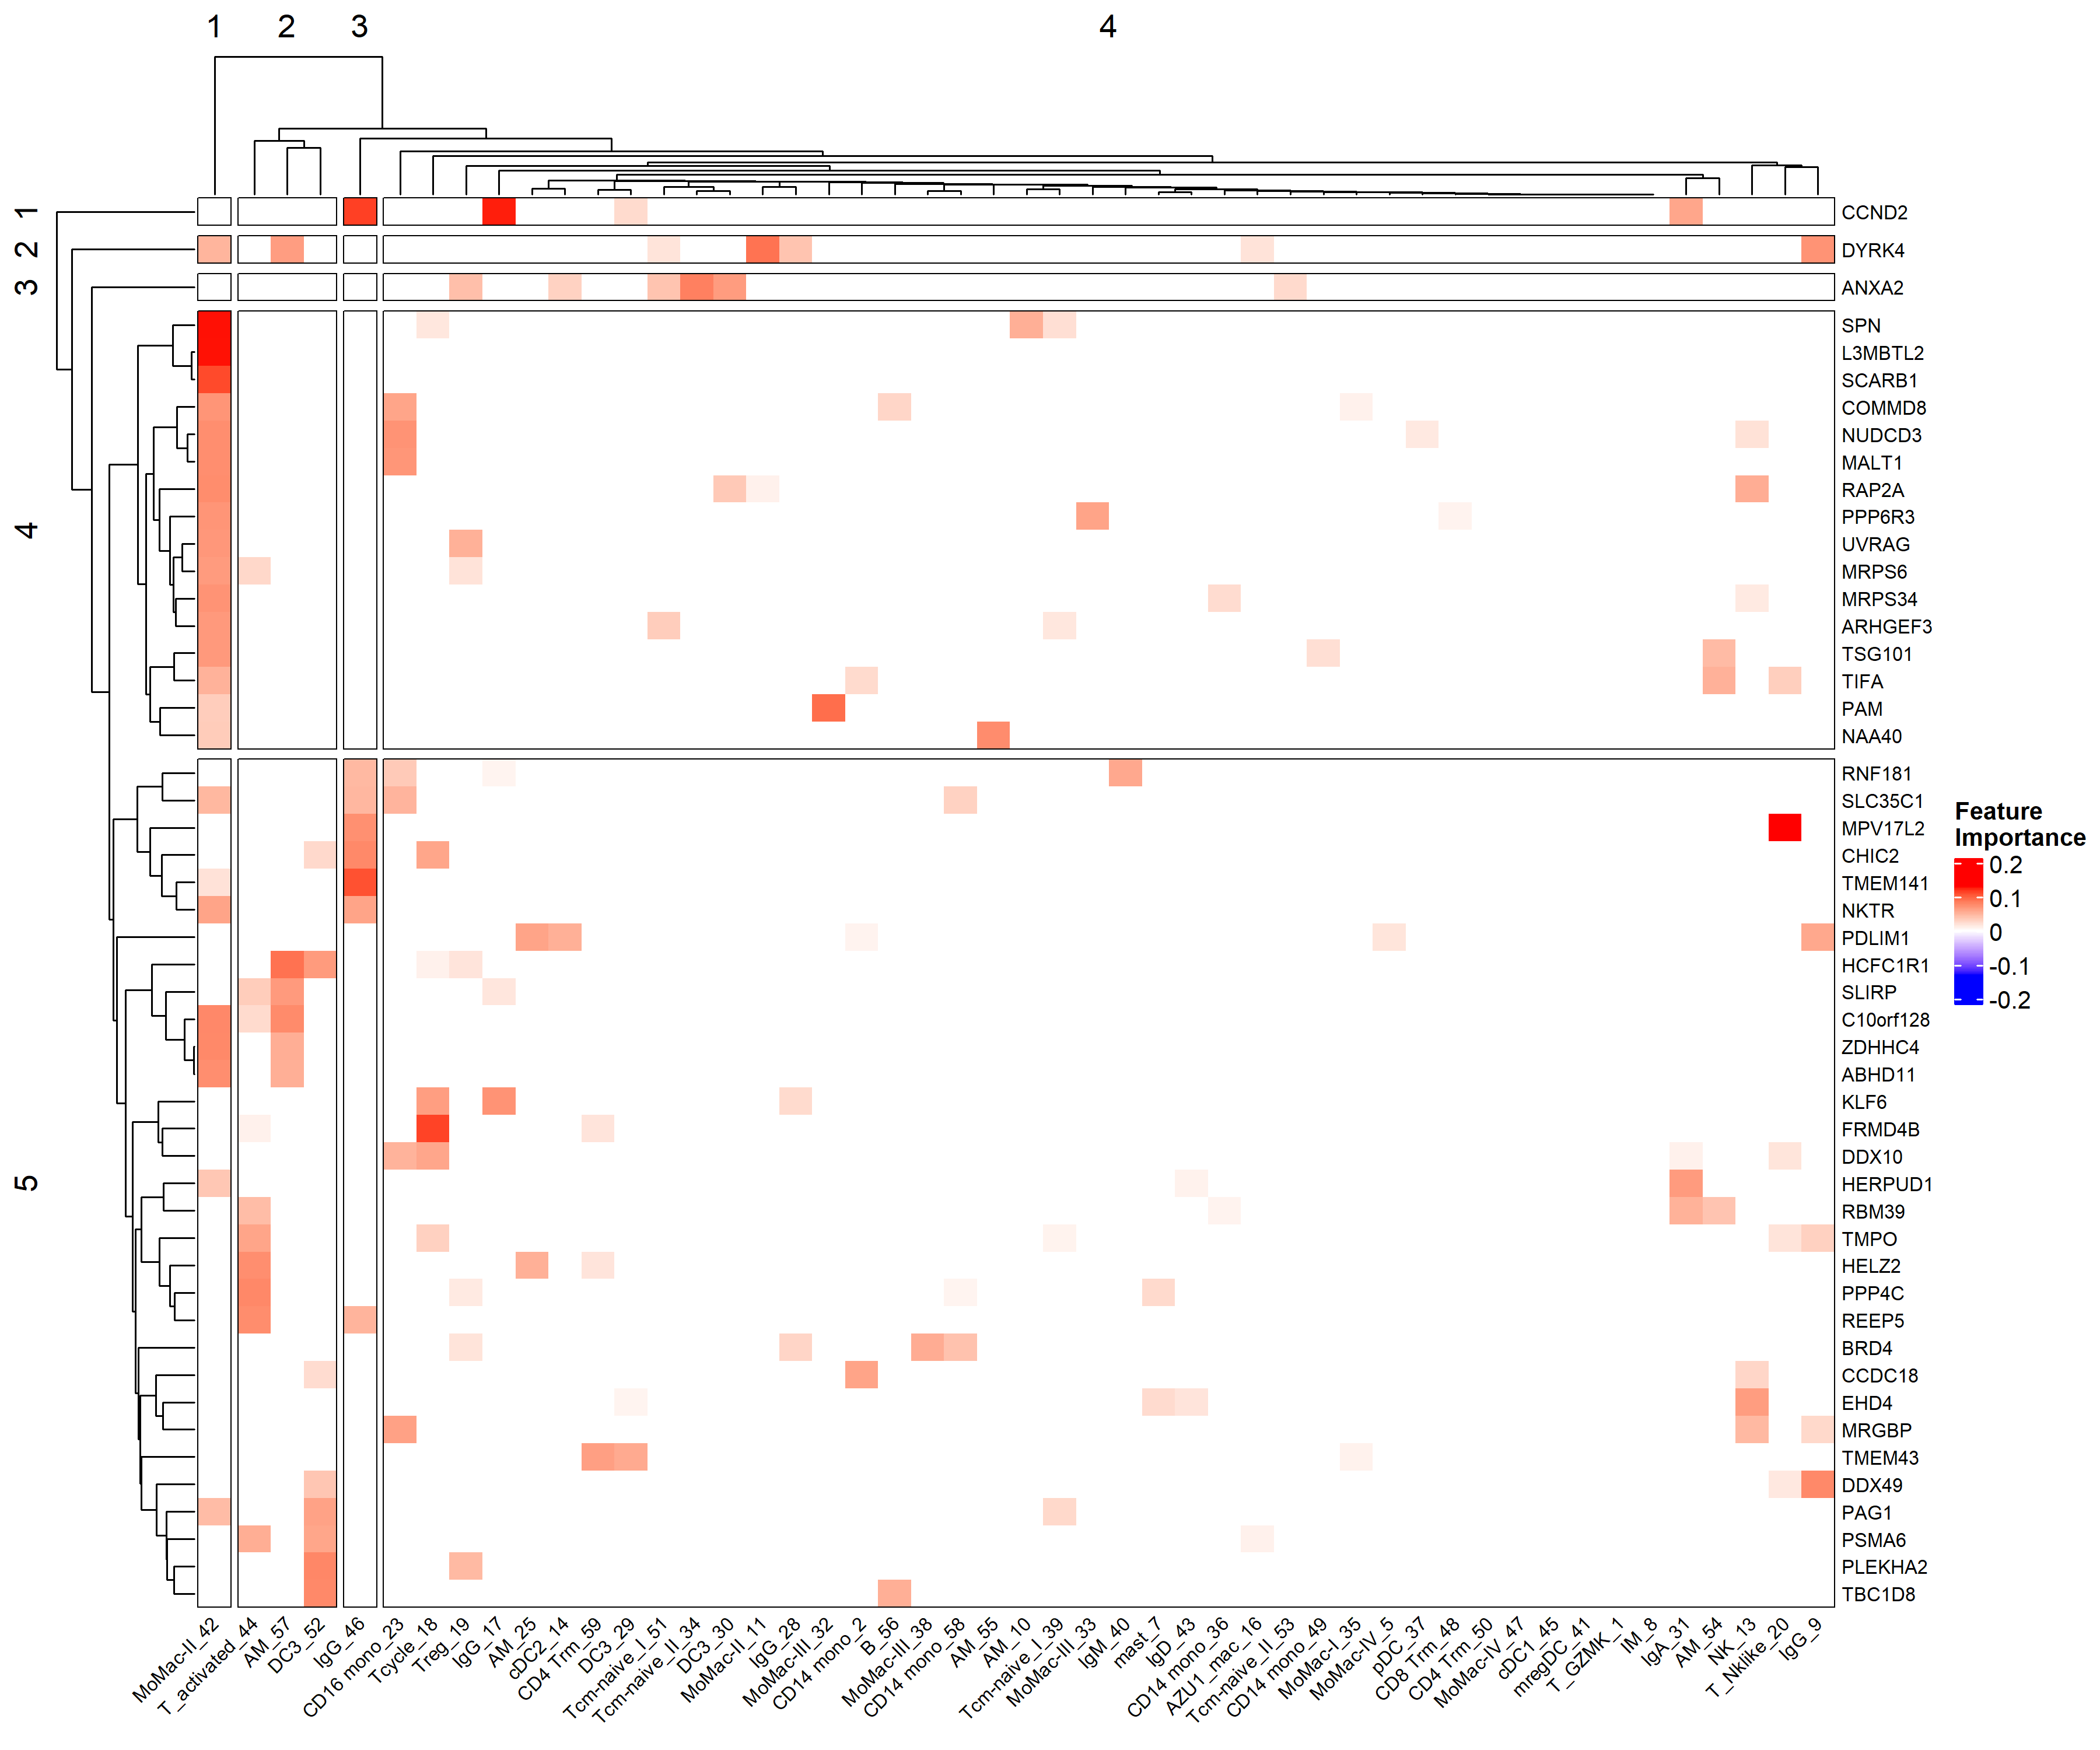 1 2 3 4
1
2
3
4
5
CCND2
DYRK4
ANXA2
SPN
L3MBTL2
SCARB1
COMMD8
NUDCD3
MALT1
RAP2A
PPP6R3
UVRAG
MRPS6
MRPS34
ARHGEF3
TSG101
TIFA
PAM
NAA40
RNF181
SLC35C1
MPV17L2
CHIC2
TMEM141
NKTR
PDLIM1
HCFC1R1
SLIRP
C10orf128
ZDHHC4
ABHD11
KLF6
FRMD4B
DDX10
HERPUD1
RBM39
TMPO
HELZ2
PPP4C
REEP5
BRD4
CCDC18
EHD4
MRGBP
TMEM43
DDX49
PAG1
PSMA6
PLEKHA2
TBC1D8
Feature
Importance
0.2
0.1
0
-0.1
-0.2
MoMac-II_42
T_activated_44
AM_57
DC3_52
IgG_46
CD16 mono_23
Tcycle_18
Treg_19
IgG_17
AM_25
cDC2_14
CD4 Trm_59
DC3_29
Tcm-naive_I_51
Tcm-naive_II_34
DC3_30
MoMac-II_11
IgG_28
MoMac-III_32
CD14 mono_2
B_56
MoMac-III_38
CD14 mono_58
AM_55
AM_10
Tcm-naive_I_39
MoMac-III_33
IgM_40
mast_7
IgD_43
CD14 mono_36
AZU1_mac_16
Tcm-naive_II_53
CD14 mono_49
MoMac-I_35
MoMac-IV_5
pDC_37
CD8 Trm_48
CD4 Trm_50
MoMac-IV_47
cDC1_45
mregDC_41
T_GZMK_1
IM_8
IgA_31
AM_54
NK_13
T_Nklike_20
IgG_9